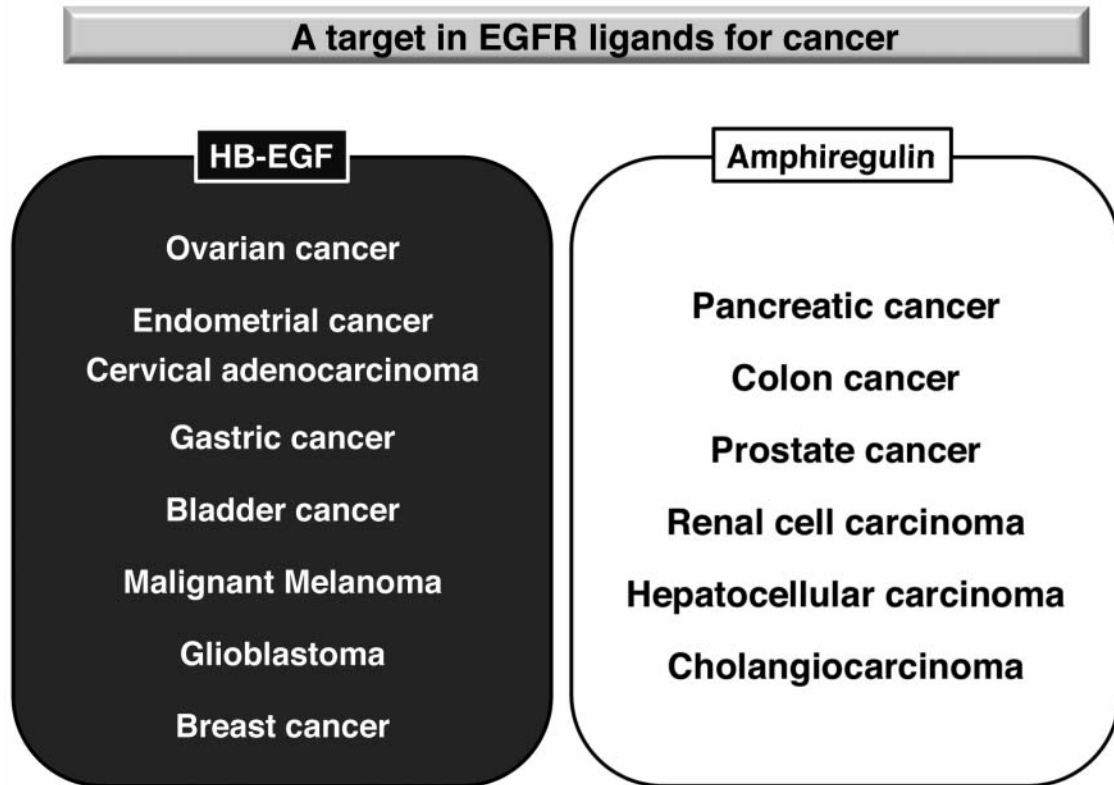 A target in EGFR ligands for cancer
HB-EGF
Ovarian cancer
Endometrial cancer
Cervical adenocarcinoma
Gastric cancer
Bladder cancer
Malignant Melanoma
Glioblastoma
Breast cancer
Amphiregulin
Pancreatic cancer
Colon cancer
Prostate cancer
Renal cell carcinoma
Hepatocellular carcinoma
Cholangiocarcinoma